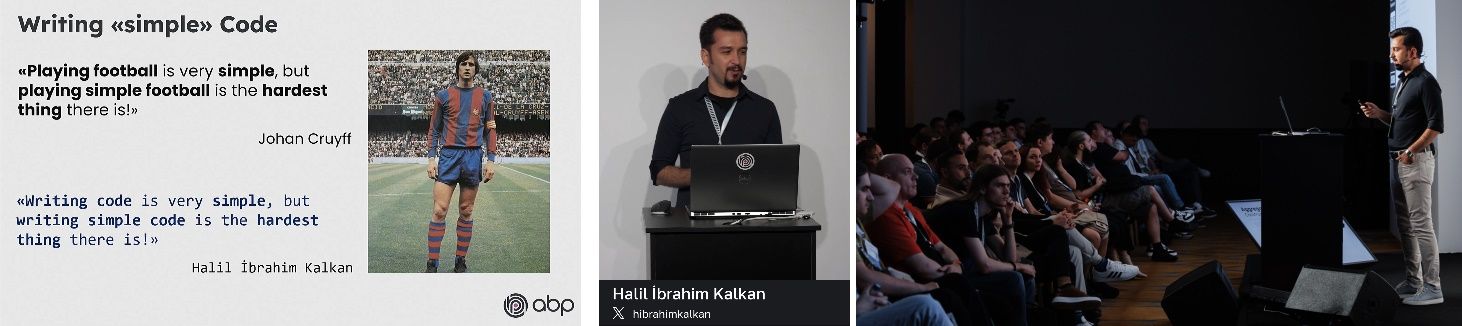 Writing «simple» Code
«Playing football is very simple, but
playing simple football is the hardest
thing there is!»
Johan Cruyff
«Writing code is very simple, but
writing simple code is the hardest
thing there is!»
Halil İbrahim Kalkan
abp
Halil İbrahim Kalkan
X hibrahimkalkan